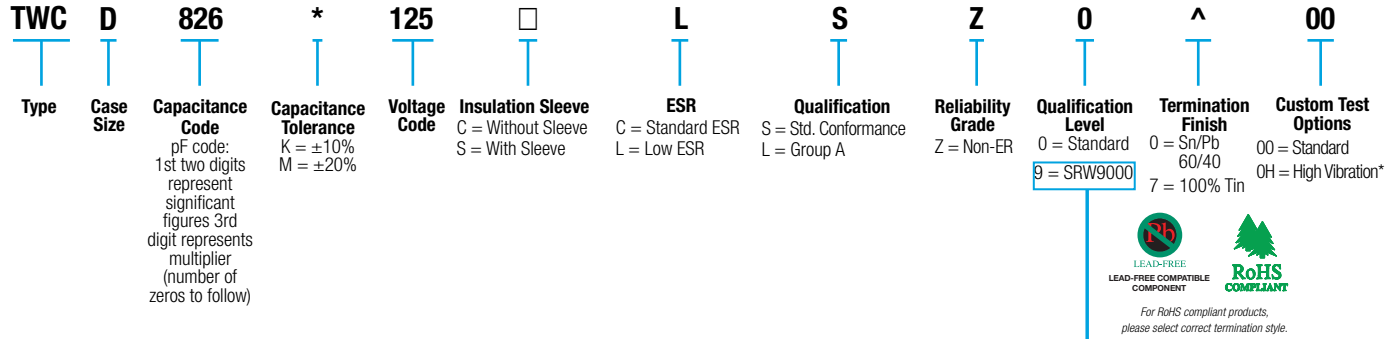 TWC D 826 * 125 □ L S Z 0 ^ 00
Type
Case
Size
Capacitance
Code
pF code:
1st two digits
represent
significant
figures 3rd
digit represents
multiplier
(number of
zeros to follow)
Capacitance
Tolerance
K = ±10%
M = ±20%
Voltage
Code
Insulation Sleeve
C = Without Sleeve
S = With Sleeve
ESR
C = Standard ESR
L = Low ESR
Qualification
S = Std. Conformance
L = Group A
Reliability
Grade
Z = Non-ER
Qualification
Level
0 = Standard
9 = SRW9000
Termination
Finish
0 = Sn/Pb
60/40
7 = 100% Tin
Custom Test
Options
00 = Standard
0H = High Vibration*
Pb
LEAD-FREE
LEAD-FREE COMPATIBLE
COMPONENT
RoHS
COMPLIANT
For RoHS compliant products,
please select correct termination style.